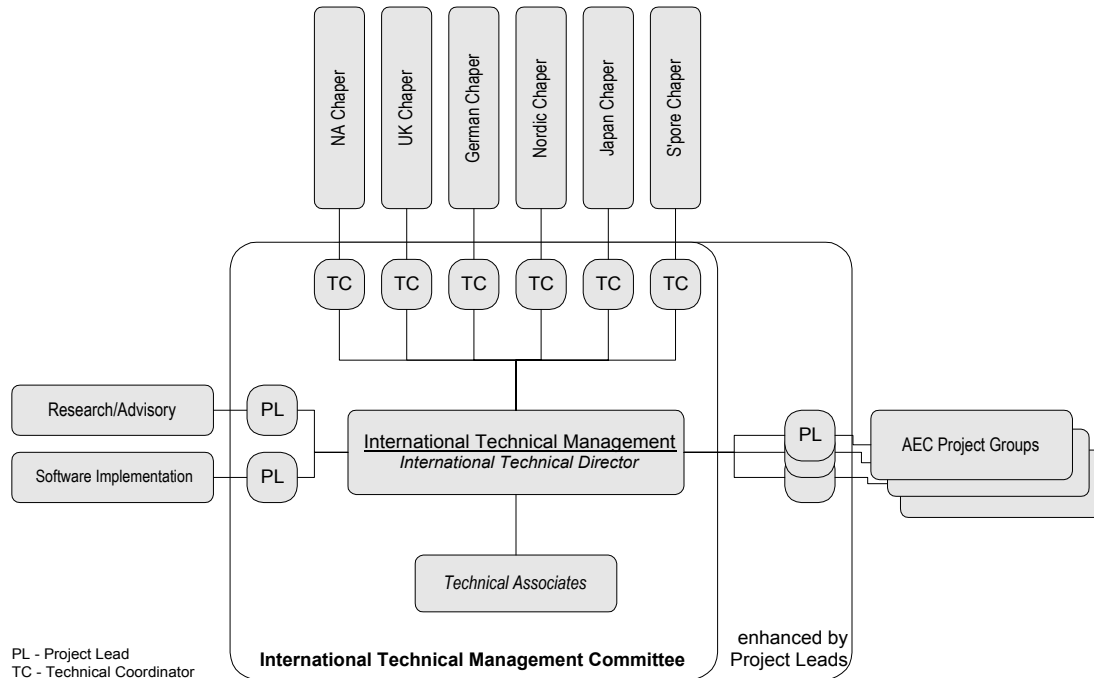 NA Chaper
UK Chaper
German Chaper
Nordic Chaper
Japan Chaper
S'pore Chaper
TC
TC
TC
TC
TC
TC
Research/Advisory
PL
Software Implementation
PL
International Technical Management
International Technical Director
PL
AEC Project Groups
Technical Associates
PL - Project Lead
TC - Technical Coordinator
International Technical Management Committee
enhanced by
Project Leads